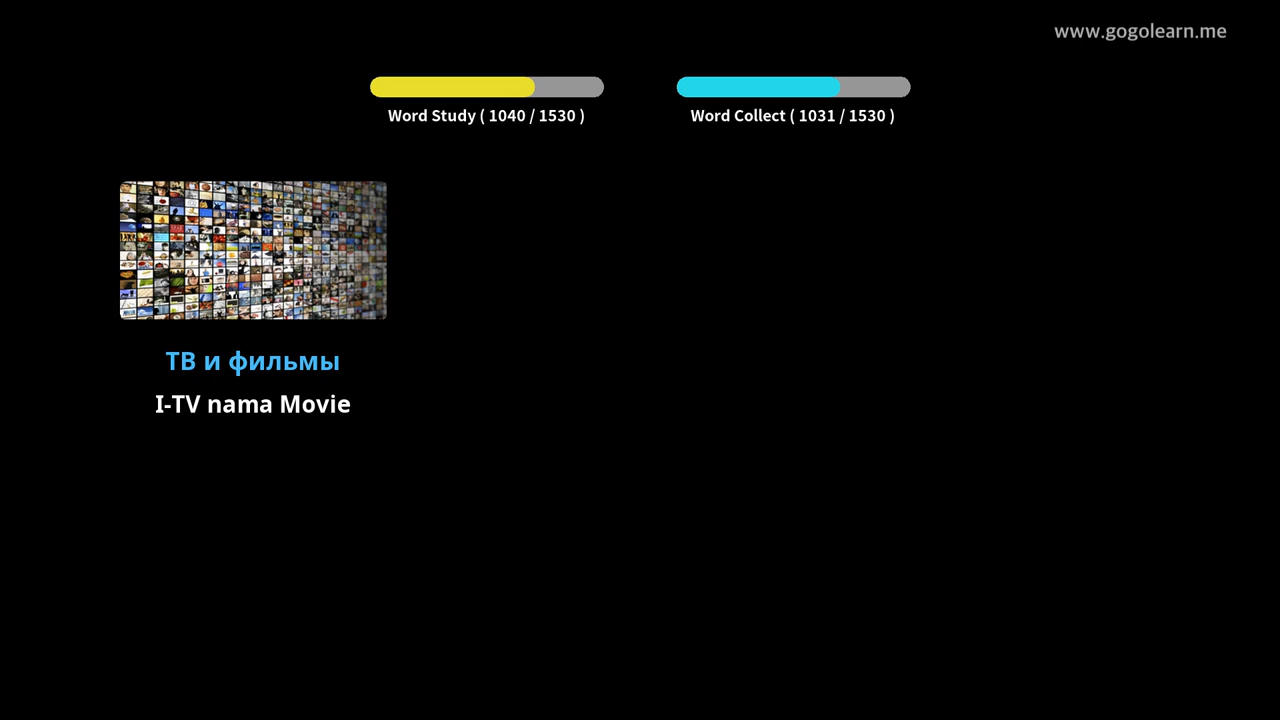 www.gogolearn.me
Word Study ( 1040 / 1530 )
Word Collect ( 1031 / 1530 )
ТВ и фильмы
I-TV nama Movie